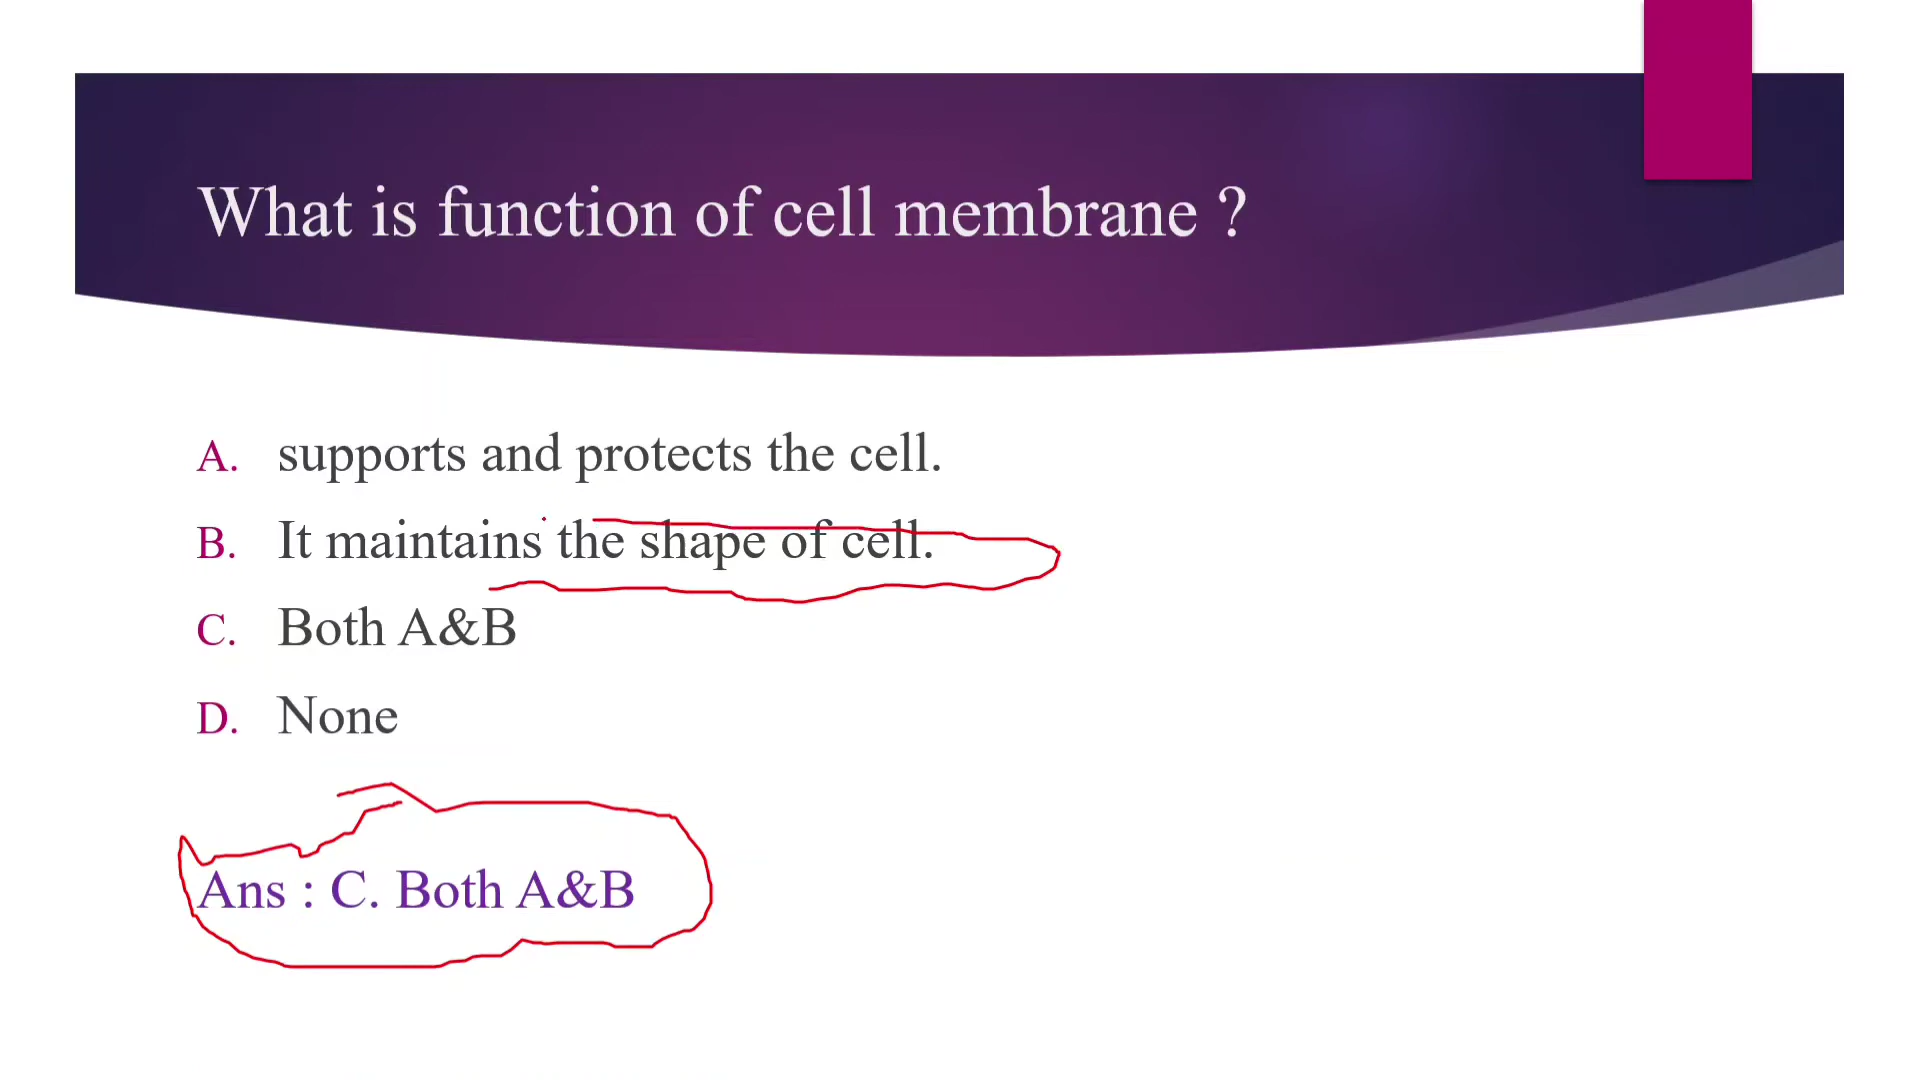 What is function of cell membrane ?
A. supports and protects the cell.
B. It maintains the shape of cell.
C. Both A&B
D. None
Ans : C. Both A&B